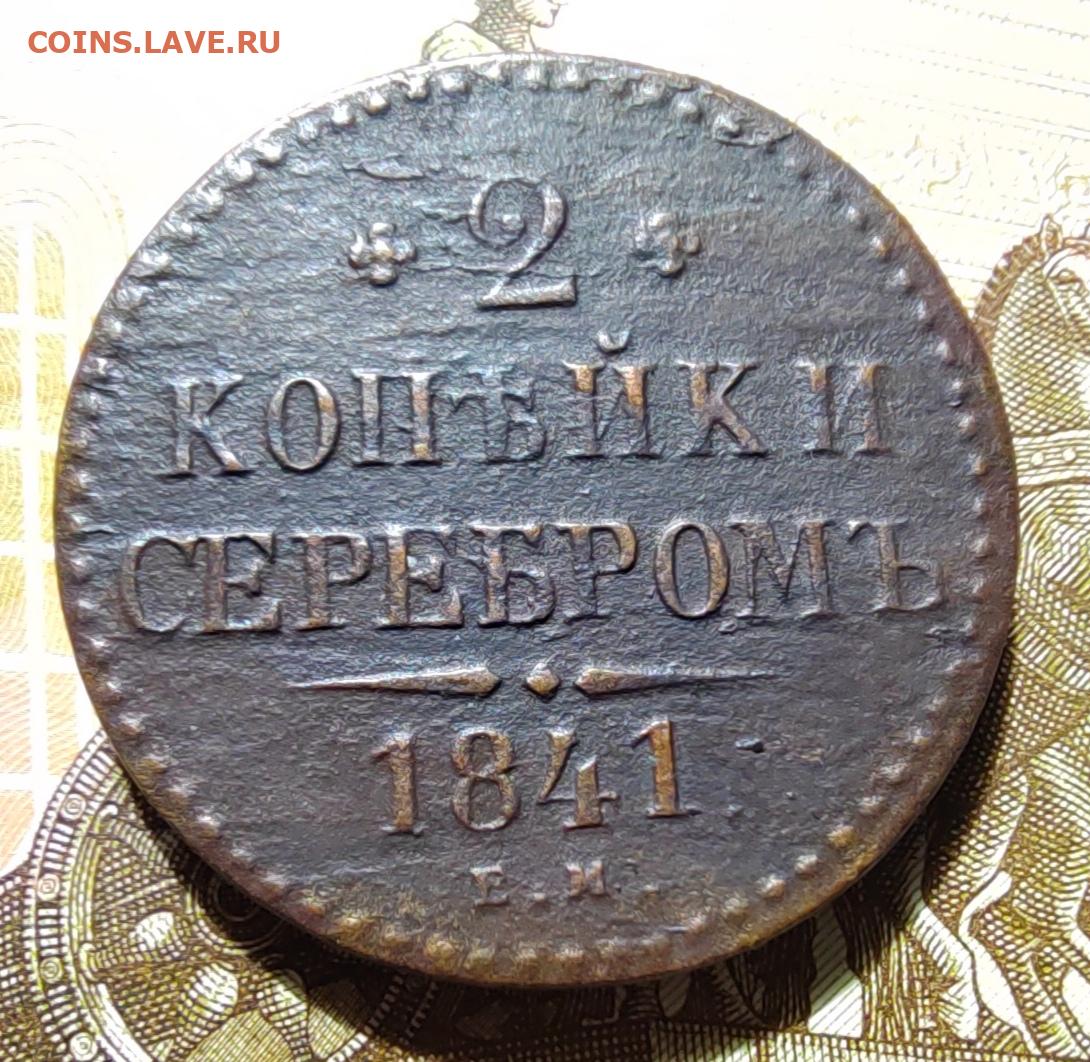 COINS.LAVE.RU
2
КОПѢЙКИ
СЕРЕБРОМЪ
1841
Е.М.